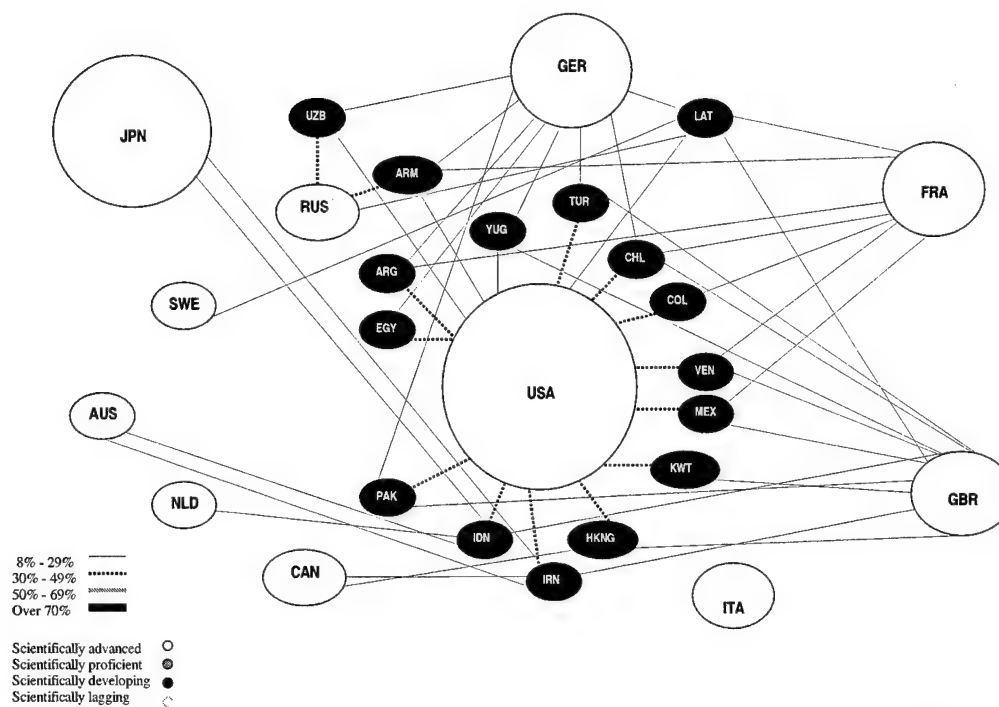 GER
JPN
UZB
LAT
ARM
RUS
FRA
TUR
YUG
CHL
ARG
SWE
COL
EGY
VEN
USA
AUS
MEX
KWT
PAK
NLD
GBR
IDN
HKNG
CAN
IRN
ITA
8% - 29%
30% - 49%
50% - 69%
Over 70%
Scientifically advanced
Scientifically proficient
Scientifically developing
Scientifically lagging